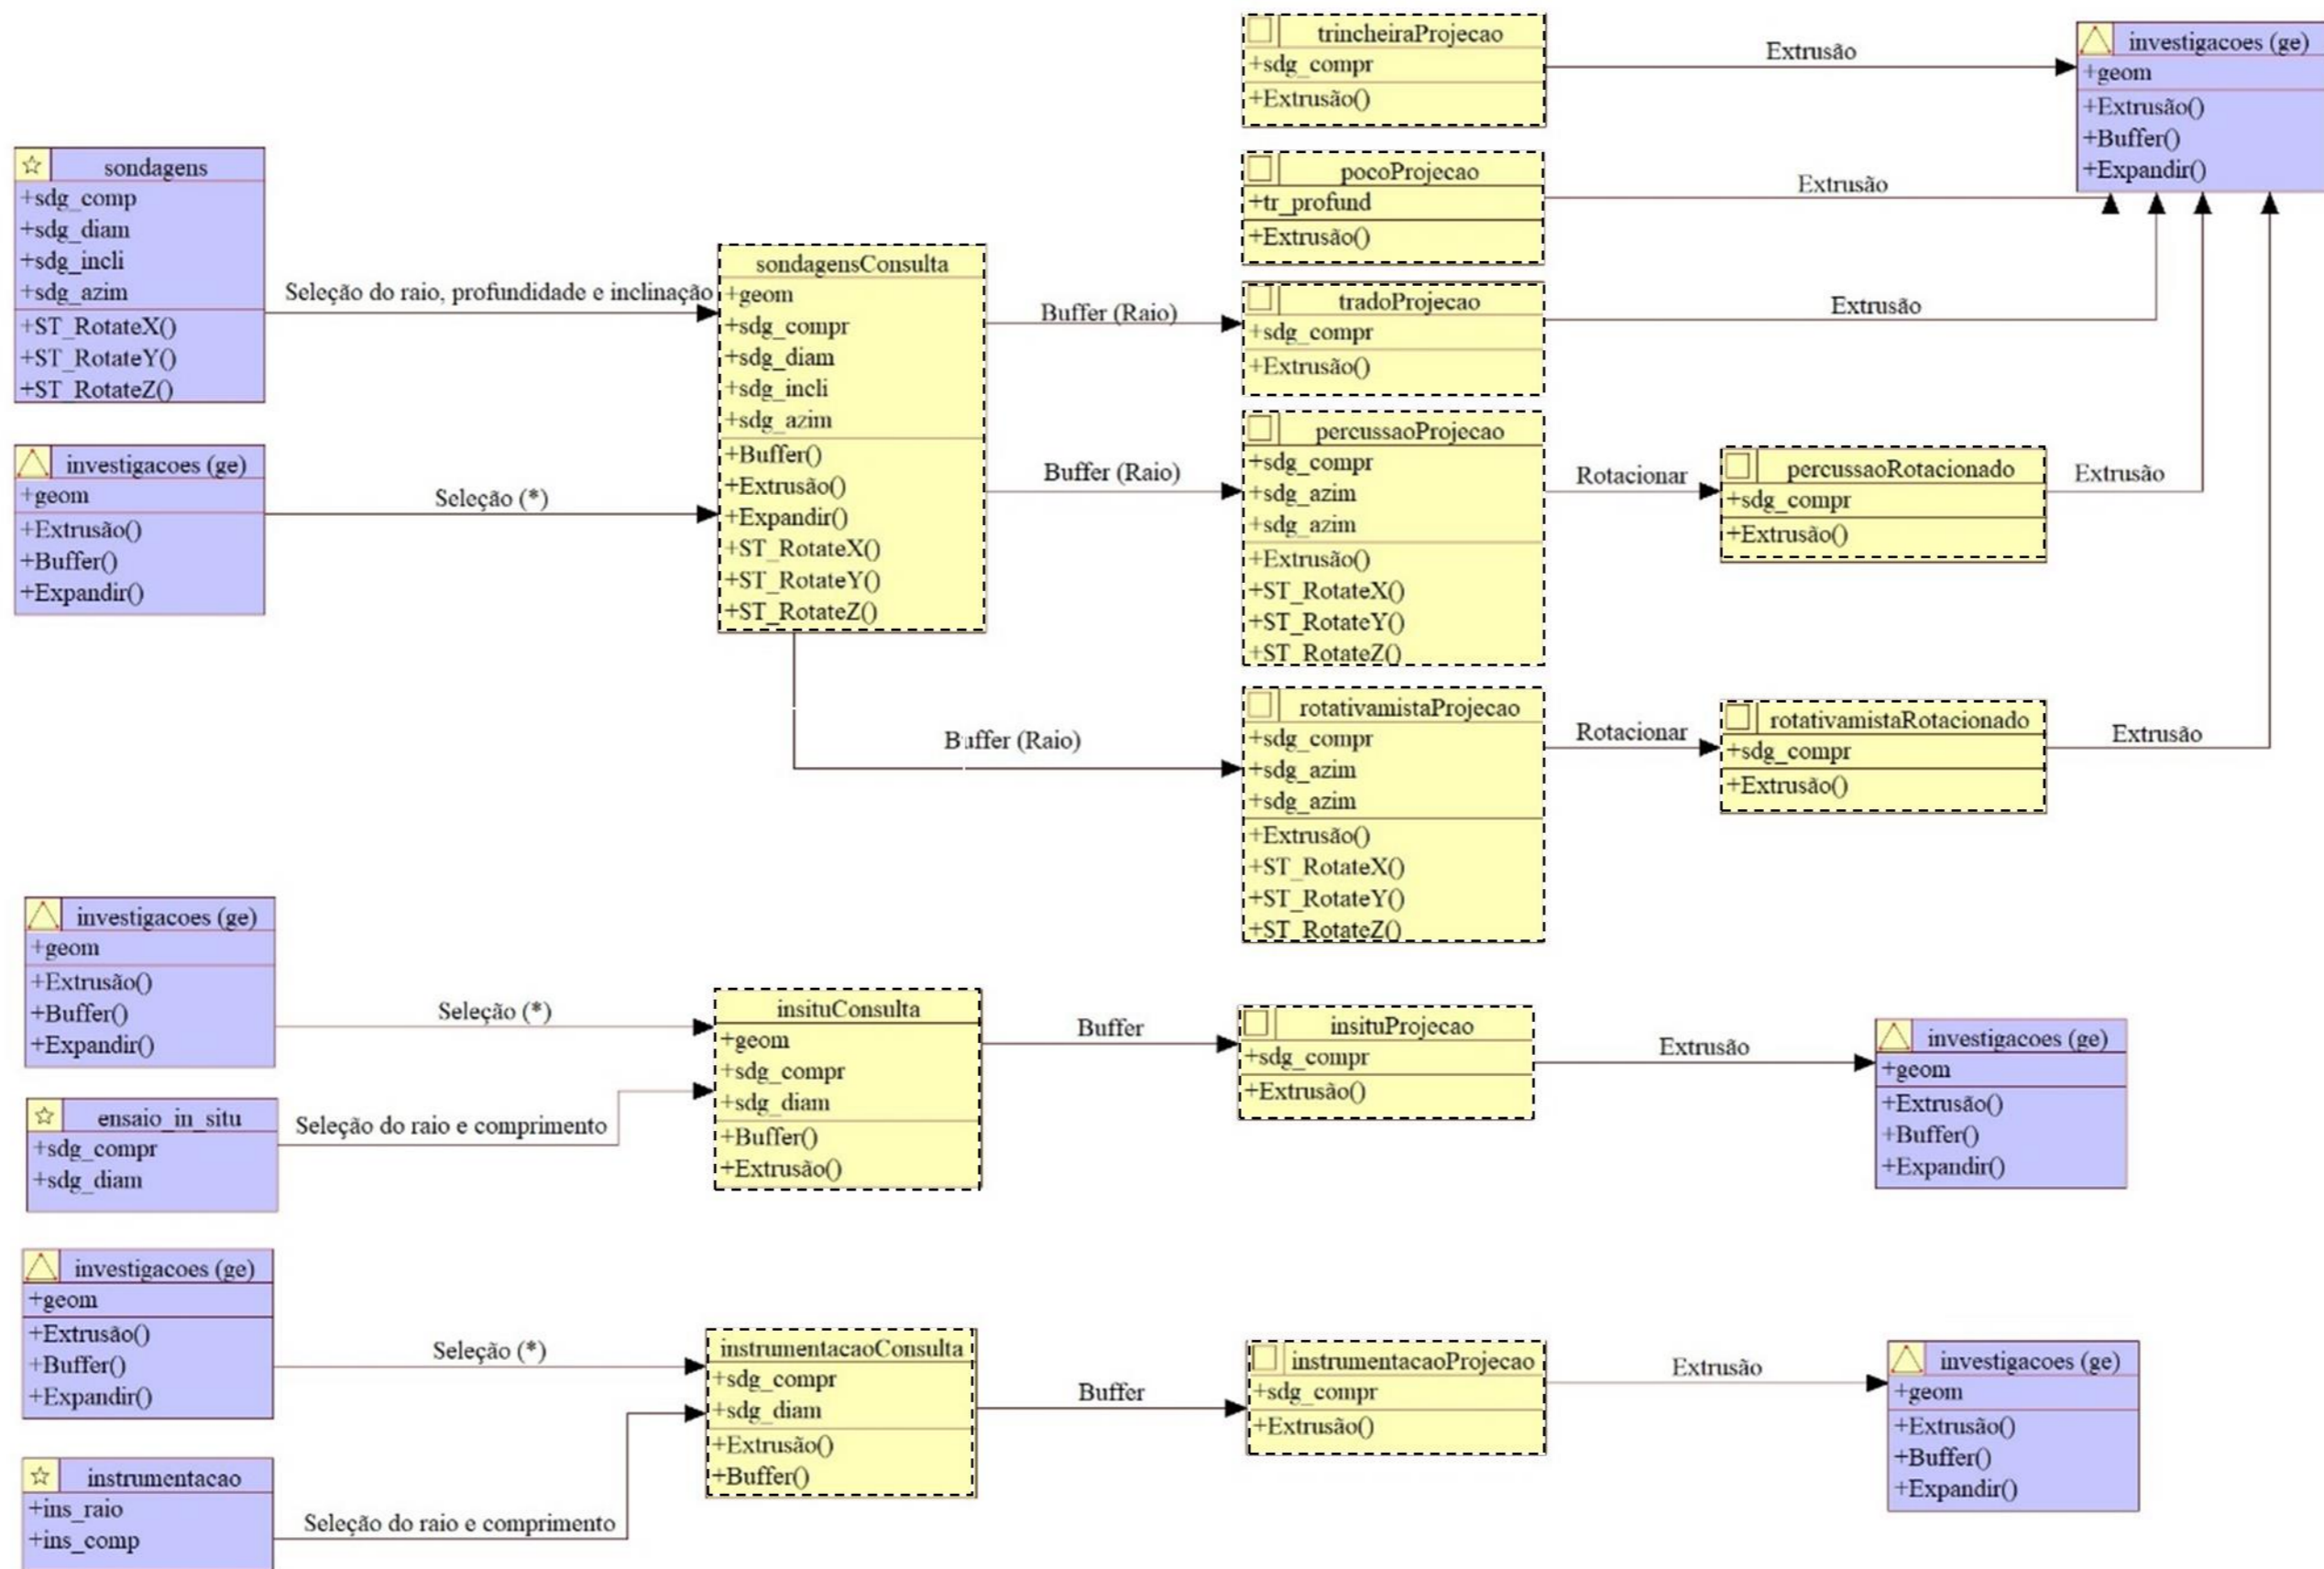 trincheiraProjecao
+sdg_compr
+Extrusão()
Extrusão
investigacoes (ge)
+geom
+Extrusão()
+Buffer()
+Expandir()
pocoProjecao
+tr_profund
+Extrusão()
Extrusão
sondagens
+sdg_comp
+sdg_diam
+sdg_incli
+sdg_azim
+ST_RotateX()
+ST_RotateY()
+ST_RotateZ()
Seleção do raio, profundidade e inclinação
investigacoes (ge)
+geom
+Extrusão()
+Buffer()
+Expandir()
Seleção (*)
sondagensConsulta
+geom
+sdg_compr
+sdg_diam
+sdg_incli
+sdg_azim
+Buffer()
+Extrusão()
+Expandir()
+ST_RotateX()
+ST_RotateY()
+ST_RotateZ()
Buffer (Raio)
tradoProjecao
+sdg_compr
+Extrusão()
Extrusão
Buffer (Raio)
percussaoProjecao
+sdg_compr
+sdg_azim
+sdg_azim
+Extrusão()
+ST_RotateX()
+ST_RotateY()
+ST_RotateZ()
Rotacionar
percussaoRotacionado
+sdg_compr
+Extrusão()
Extrusão
Buffer (Raio)
rotativamistaProjecao
+sdg_compr
+sdg_azim
+sdg_azim
+Extrusão()
+ST_RotateX()
+ST_RotateY()
+ST_RotateZ()
Rotacionar
rotativamistaRotacionado
+sdg_compr
+Extrusão()
Extrusão
investigacoes (ge)
+geom
+Extrusão()
+Buffer()
+Expandir()
Seleção (*)
ensaio_in_situ
+sdg_compr
+sdg_diam
Seleção do raio e comprimento
insituConsulta
+geom
+sdg_compr
+sdg_diam
+Buffer()
+Extrusão()
Buffer
insituProjecao
+sdg_compr
+Extrusão()
Extrusão
investigacoes (ge)
+geom
+Extrusão()
+Buffer()
+Expandir()
investigacoes (ge)
+geom
+Extrusão()
+Buffer()
+Expandir()
Seleção (*)
instrumentacao
+ins_raio
+ins_comp
Seleção do raio e comprimento
instrumentacaoConsulta
+sdg_compr
+sdg_diam
+Extrusão()
+Buffer()
Buffer
instrumentacaoProjecao
+sdg_compr
+Extrusão()
Extrusão
investigacoes (ge)
+geom
+Extrusão()
+Buffer()
+Expandir()